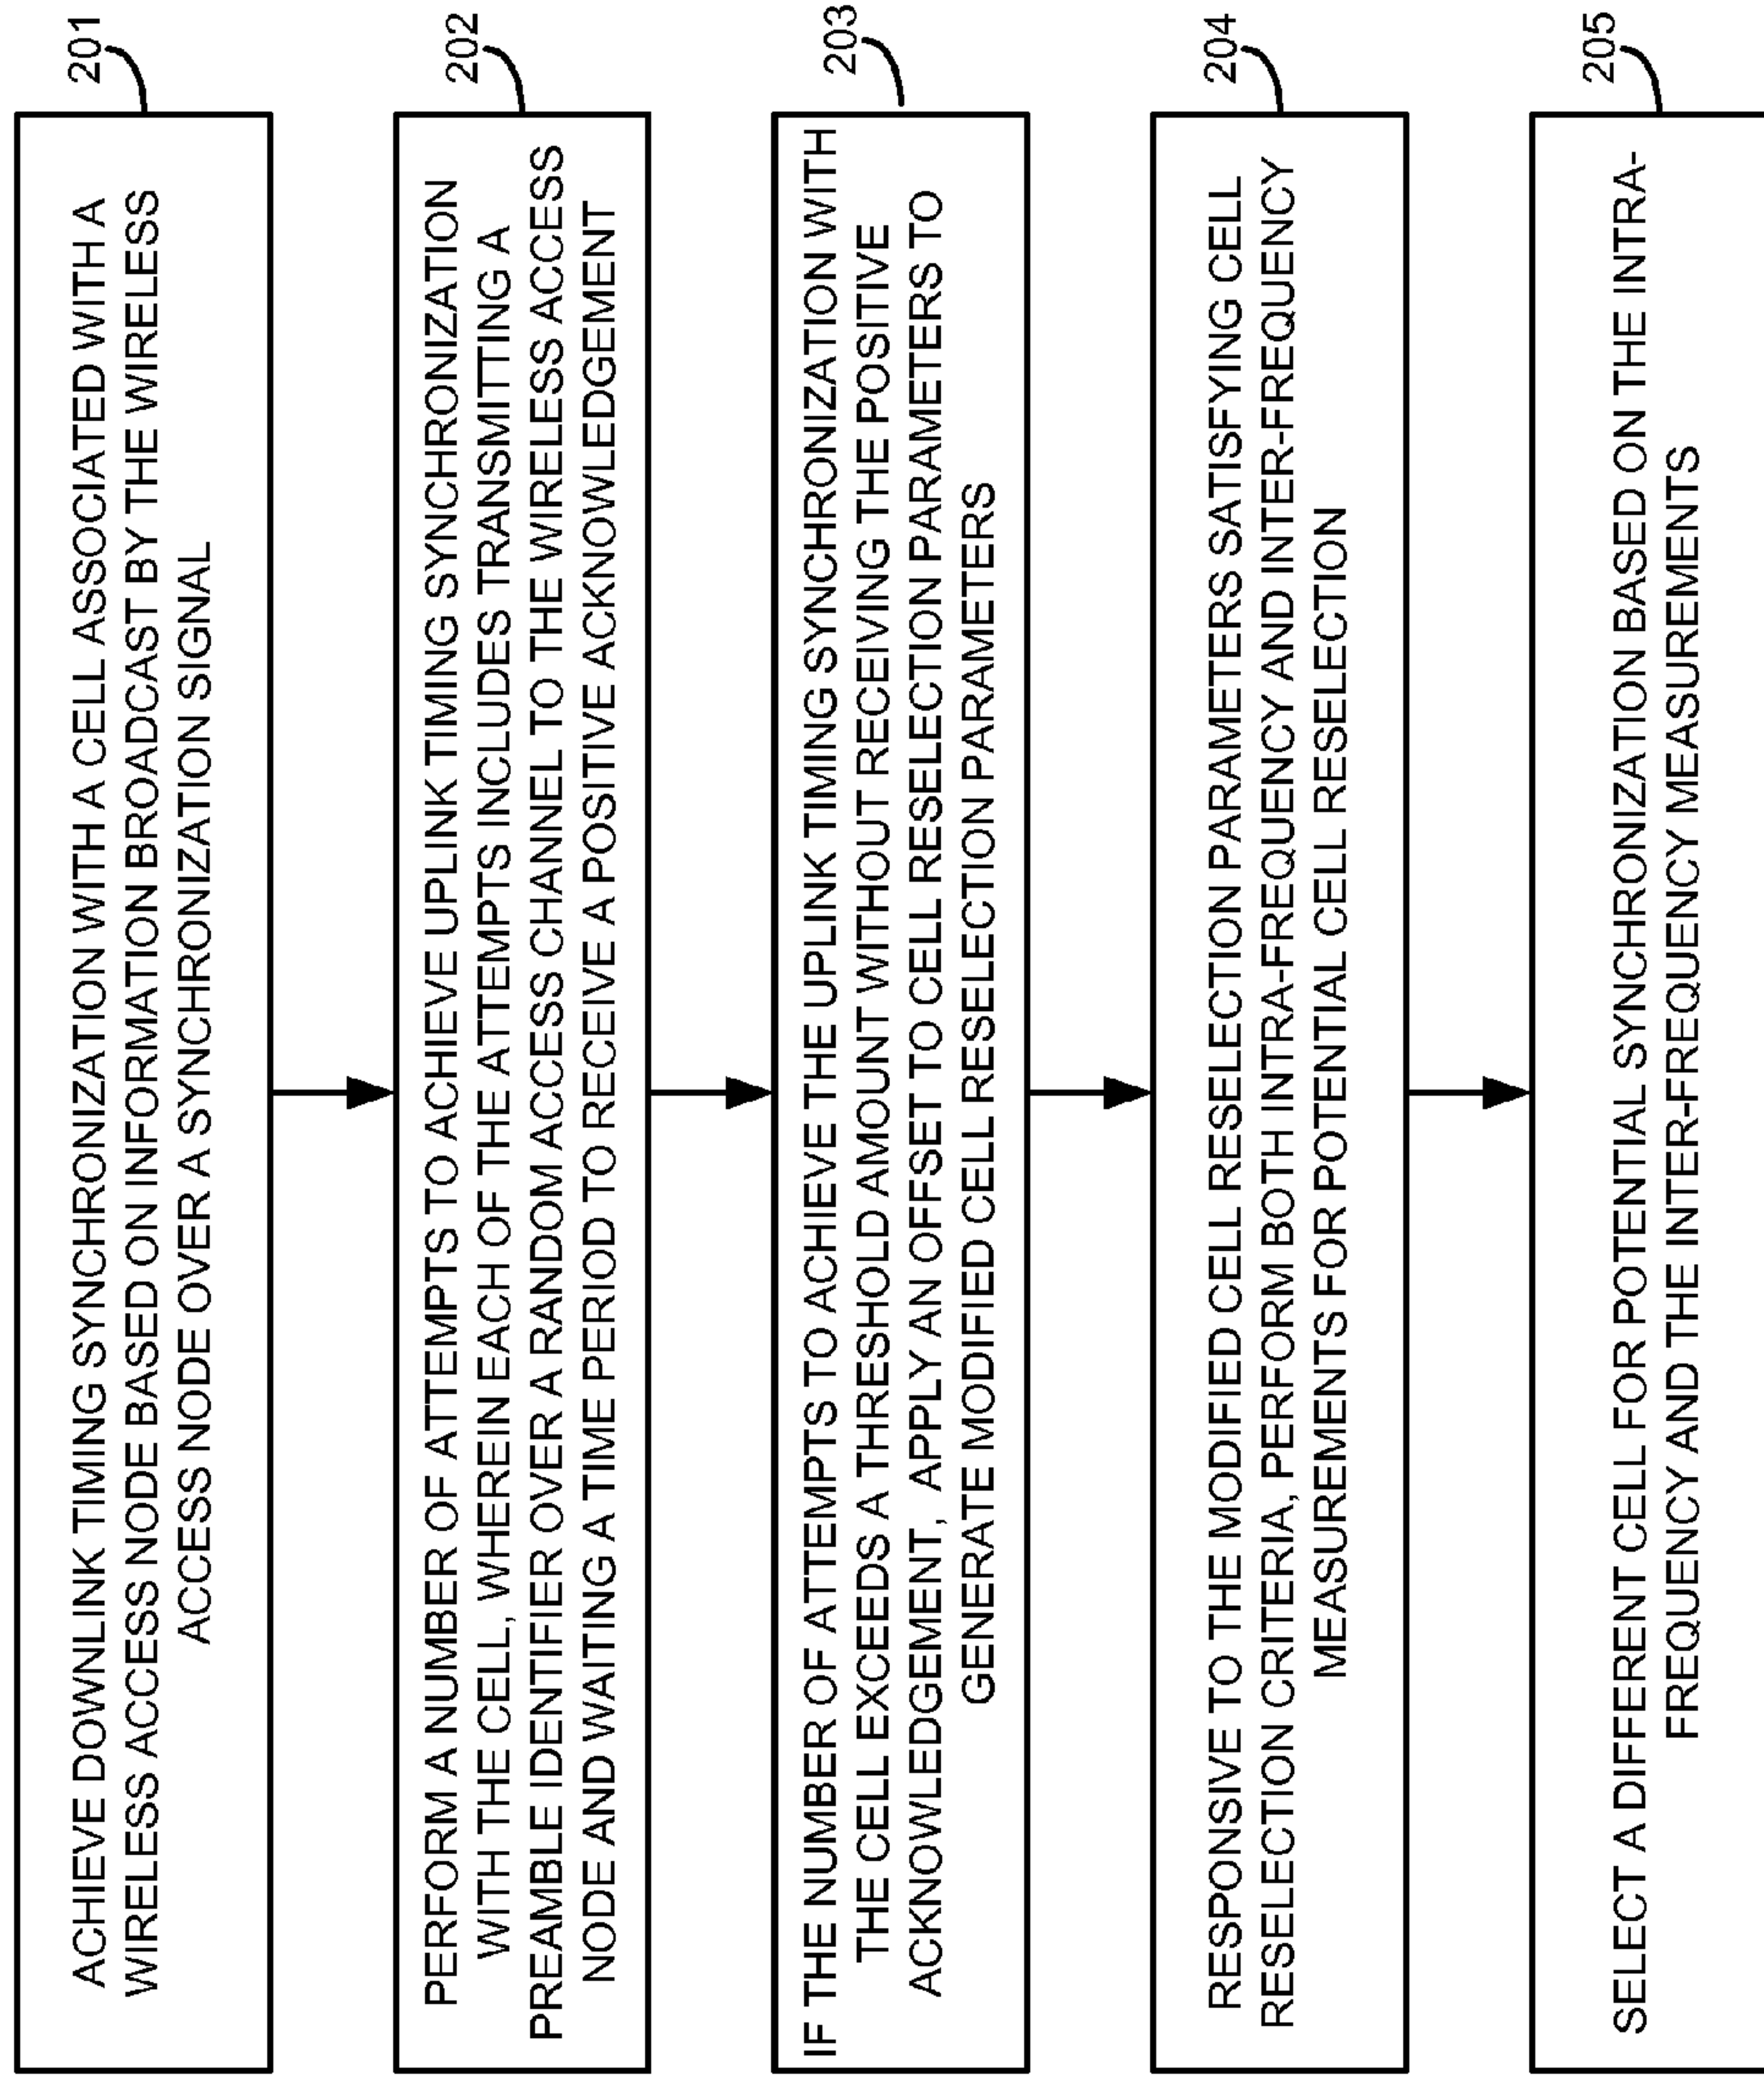 201
ACHIEVE DOWNLINK TIMING SYNCHRONIZATION WITH A CELL ASSOCIATED WITH A
WIRELESS ACCESS NODE BASED ON INFORMATION BROADCAST BY THE WIRELESS
ACCESS NODE OVER A SYNCHRONIZATION SIGNAL
202
PERFORM A NUMBER OF ATTEMPTS TO ACHIEVE UPLINK TIMING SYNCHRONIZATION
WITH THE CELL, WHEREIN EACH OF THE ATTEMPTS INCLUDES TRANSMITTING A
PREAMBLE IDENTIFIER OVER A RANDOM ACCESS CHANNEL TO THE WIRELESS ACCESS
NODE AND WAITING A TIME PERIOD TO RECEIVE A POSITIVE ACKNOWLEDGEMENT
203
IF THE NUMBER OF ATTEMPTS TO ACHIEVE THE UPLINK TIMING SYNCHRONIZATION WITH
THE CELL EXCEEDS A THRESHOLD AMOUNT WITHOUT RECEIVING THE POSITIVE
ACKNOWLEDGEMENT, APPLY AN OFFSET TO CELL RESELECTION PARAMETERS TO
GENERATE MODIFIED CELL RESELECTION PARAMETERS
204
RESPONSIVE TO THE MODIFIED CELL RESELECTION PARAMETERS SATISFYING CELL
RESELECTION CRITERIA, PERFORM BOTH INTRA-FREQUENCY AND INTER-FREQUENCY
MEASUREMENTS FOR POTENTIAL CELL RESELECTION
205
SELECT A DIFFERENT CELL FOR POTENTIAL SYNCHRONIZATION BASED ON THE INTRA-
FREQUENCY AND THE INTER-FREQUENCY MEASUREMENTS